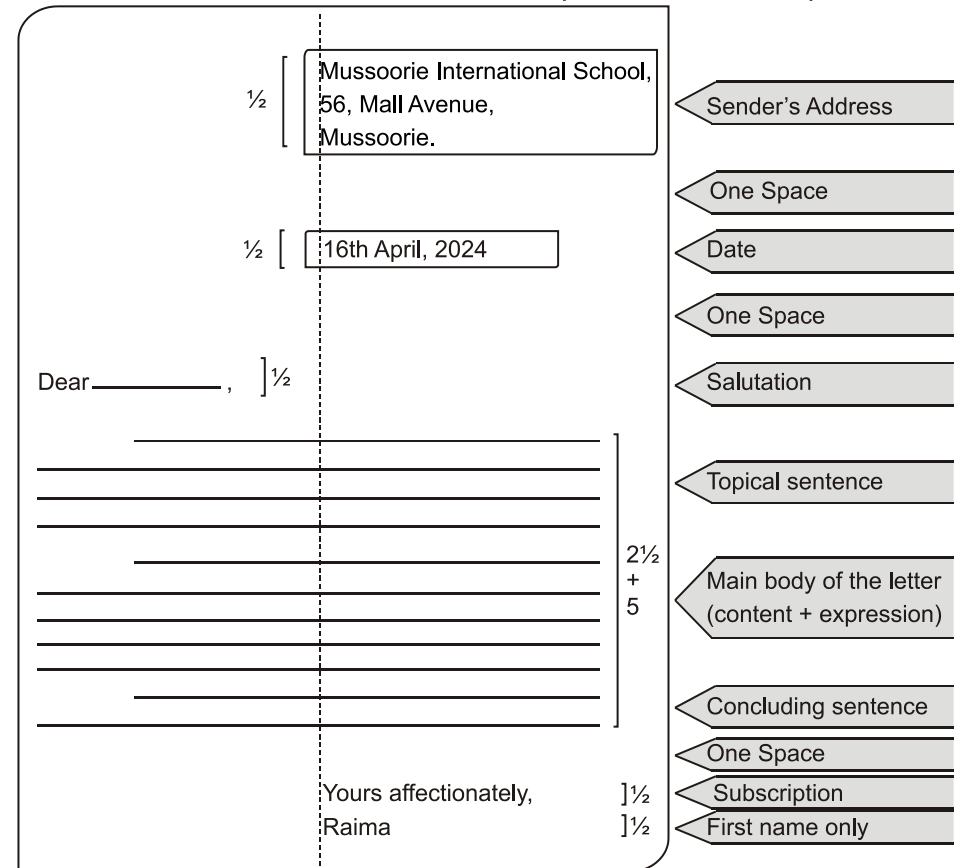 ½
Mussoorie International School,
56, Mall Avenue,
Mussoorie.
Sender's Address
One Space
½
16th April, 2024
Date
One Space
Dear ________ , ½
Salutation
Topical sentence
2½
+
5
Main body of the letter
(content + expression)
Concluding sentence
One Space
Yours affectionately, ½
Subscription
Raima ½
First name only